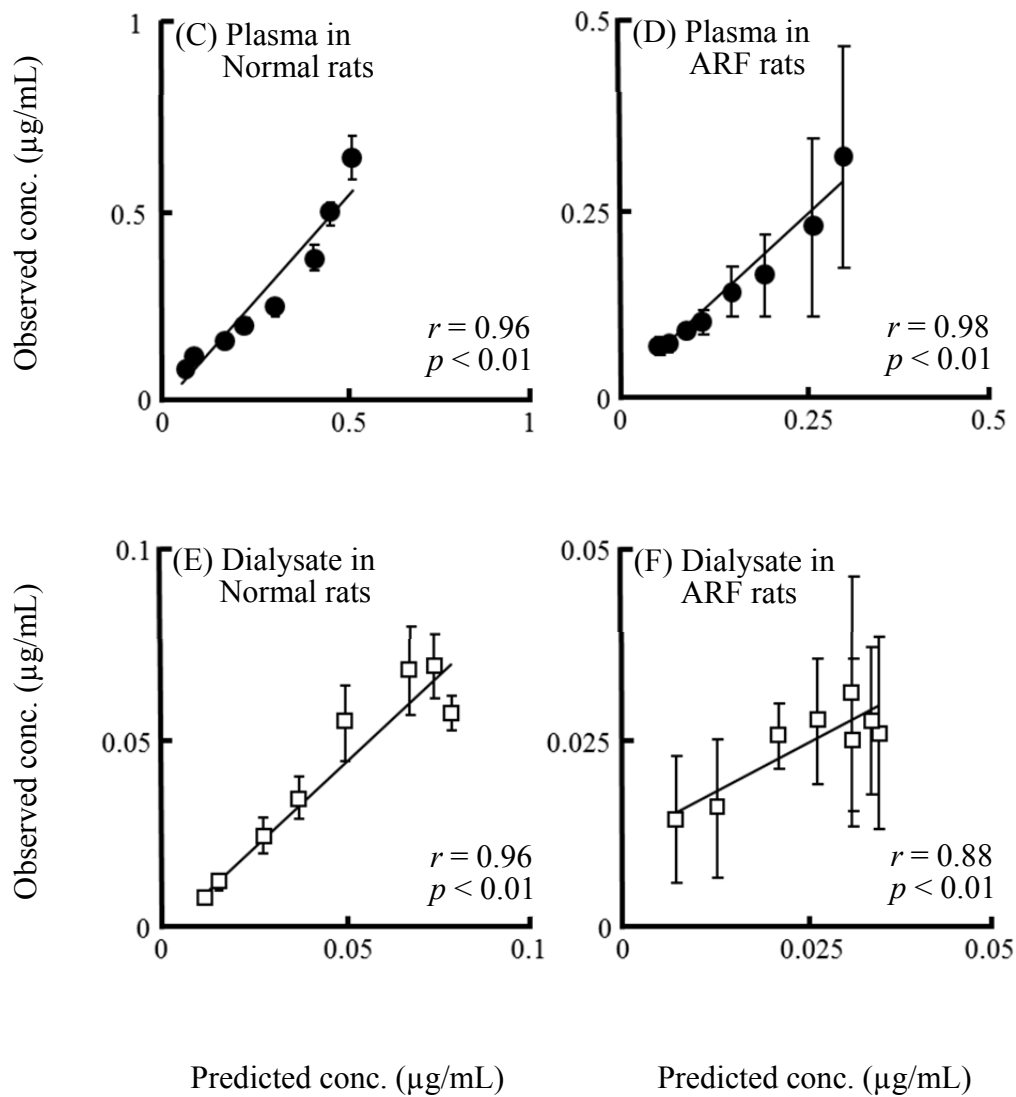 Observed conc. (µg/mL)
1
(C) Plasma in
Normal rats
0.5
r = 0.96
p < 0.01
0
0
0.5
1
0.5
(D) Plasma in
ARF rats
0.25
r = 0.98
p < 0.01
0
0
0.25
0.5
Observed conc. (µg/mL)
0.1
(E) Dialysate in
Normal rats
0.05
r = 0.96
p < 0.01
0
0
0.05
0.1
0.05
(F) Dialysate in
ARF rats
0.025
r = 0.88
p < 0.01
0
0
0.025
0.05
Predicted conc. (µg/mL)
Predicted conc. (µg/mL)